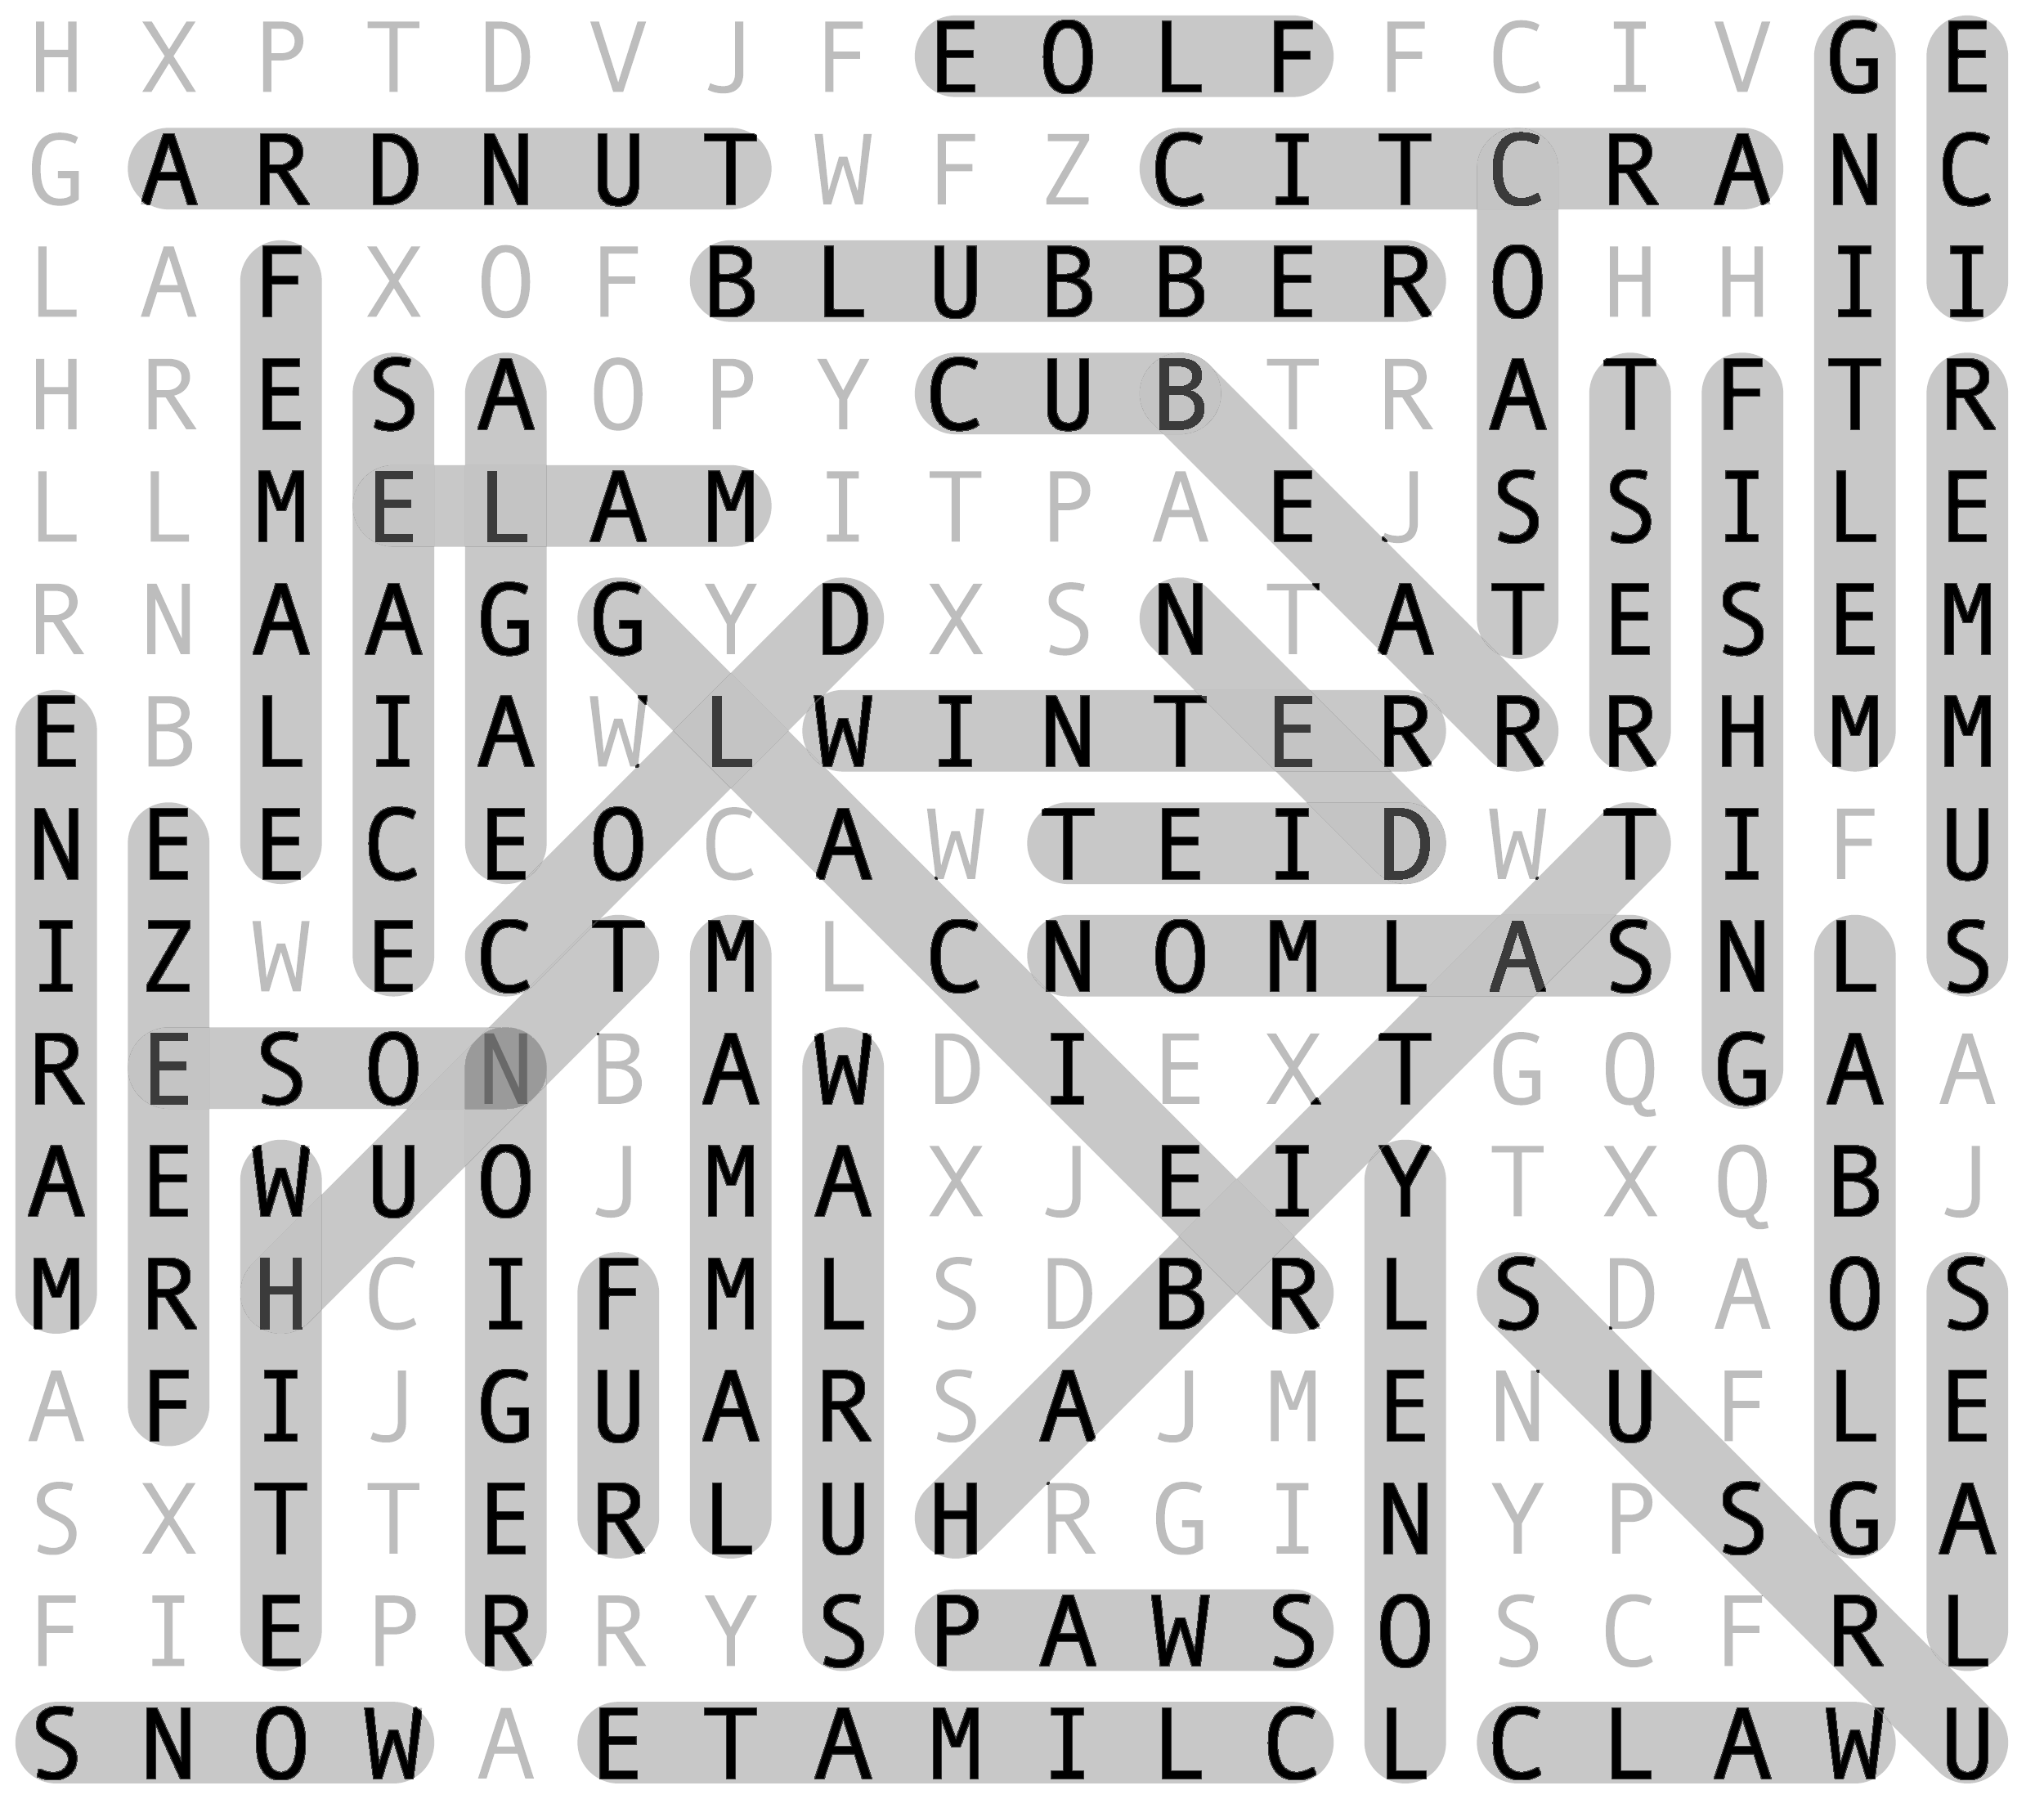 H X P T D V J F E O L F F C I V G E
G A R D N U T W F Z C I T C R A N C
L A F X O F B L U B B E R O H H I I
H R E S A O P Y C U B T R A T F T R
L L M E L A M I T P A E J S S I L E
R N A A G G Y D X S N T A T E S E M
E B L I A W L W I N T E R R R H M M
N E E C E O C A W T E I D W T I F U
I Z W E C T M L C N O M L A S N L S
R E S O N B A W D I E X T G Q G A A
A E W U O J M A X J E I Y T X Q B J
M R H C I F M L S D B R L S D A O S
A F I J G U A R S A J M E N U F L E
S X T T E R L U H R G I N Y P S G A
F I E P R R Y S P A W S O S C F R L
S N O W A E T A M I L C L C L A W U